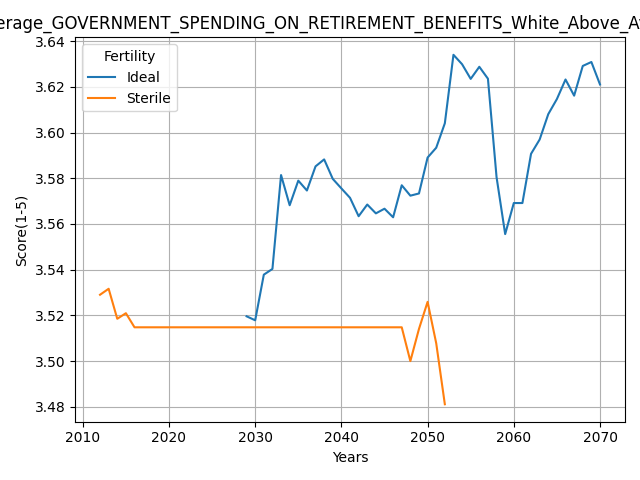 erage_GOVERNMENT_SPENDING_ON_RETIREMENT_BENEFITS_White_Above_A
Fertility
Ideal
Sterile
Score(1-5)
3.64
3.62
3.60
3.58
3.56
3.54
3.52
3.50
3.48
2010 2020 2030 2040 2050 2060 2070
Years